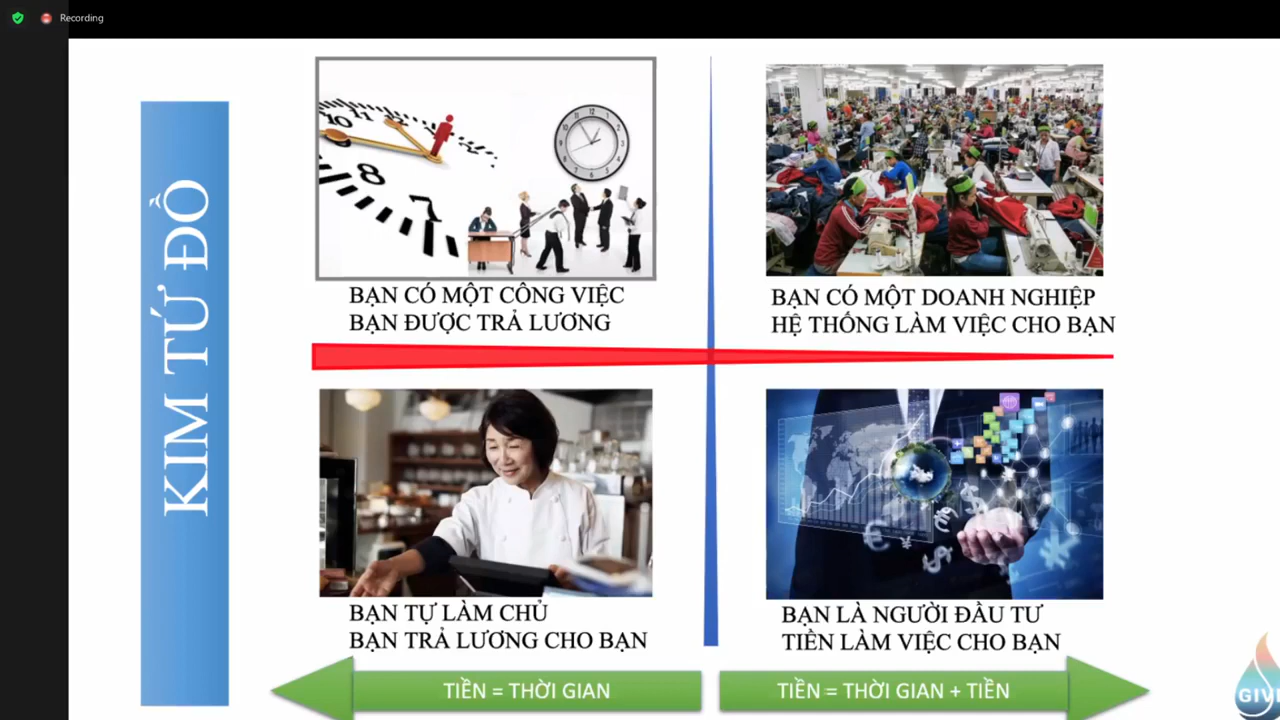 Recording
KIM TỨ ĐỒ
BẠN CÓ MỘT CÔNG VIỆC
BẠN ĐƯỢC TRẢ LƯƠNG
BẠN CÓ MỘT DOANH NGHIỆP
HỆ THỐNG LÀM VIỆC CHO BẠN
BẠN TỰ LÀM CHỦ
BẠN TRẢ LƯƠNG CHO BẠN
BẠN LÀ NGƯỜI ĐẦU TƯ
TIỀN LÀM VIỆC CHO BẠN
TIỀN = THỜI GIAN
TIỀN = THỜI GIAN + TIỀN